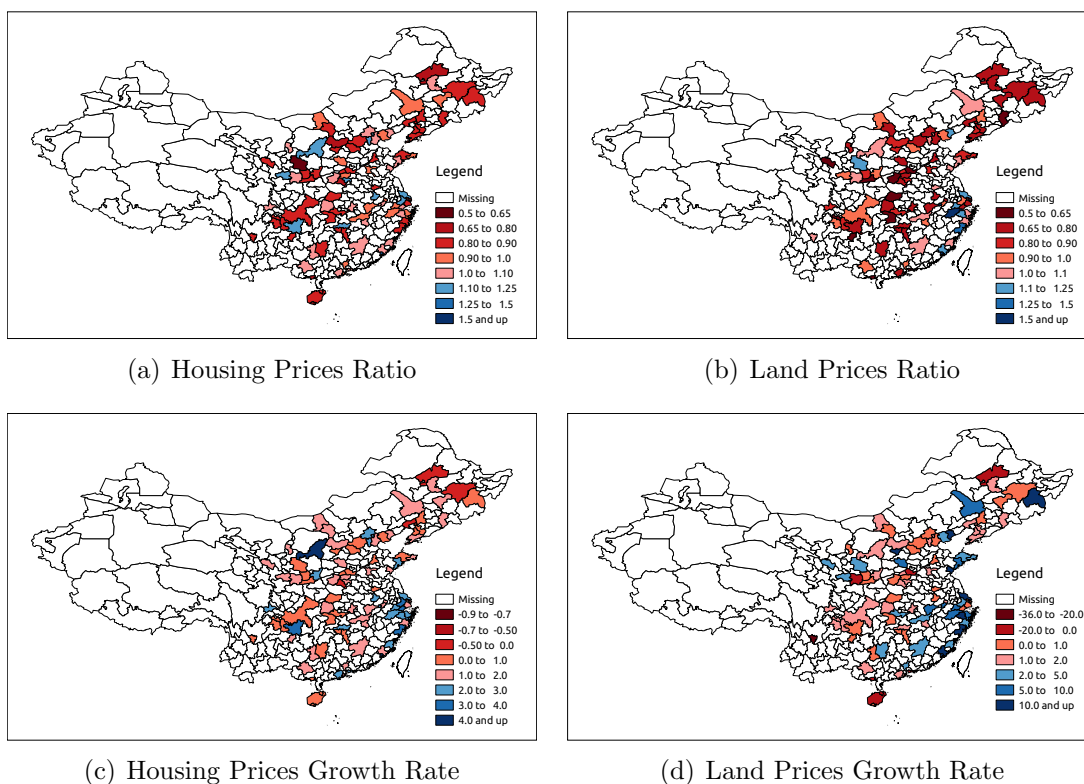 Legend
Missing
0.5 to 0.65
0.65 to 0.80
0.80 to 0.90
0.90 to 1.0
1.0 to 1.10
1.10 to 1.25
1.25 to 1.5
1.5 and up
(a) Housing Prices Ratio
Legend
Missing
0.5 to 0.65
0.65 to 0.80
0.80 to 0.90
0.90 to 1.0
1.0 to 1.1
1.1 to 1.25
1.25 to 1.5
1.5 and up
(b) Land Prices Ratio
Legend
Missing
-0.9 to -0.7
-0.7 to -0.50
-0.50 to 0.0
0.0 to 1.0
1.0 to 2.0
2.0 to 3.0
3.0 to 4.0
4.0 and up
(c) Housing Prices Growth Rate
Legend
Missing
-36.0 to -20.0
-20.0 to 0.0
0.0 to 1.0
1.0 to 2.0
2.0 to 5.0
5.0 to 10.0
10.0 and up
(d) Land Prices Growth Rate